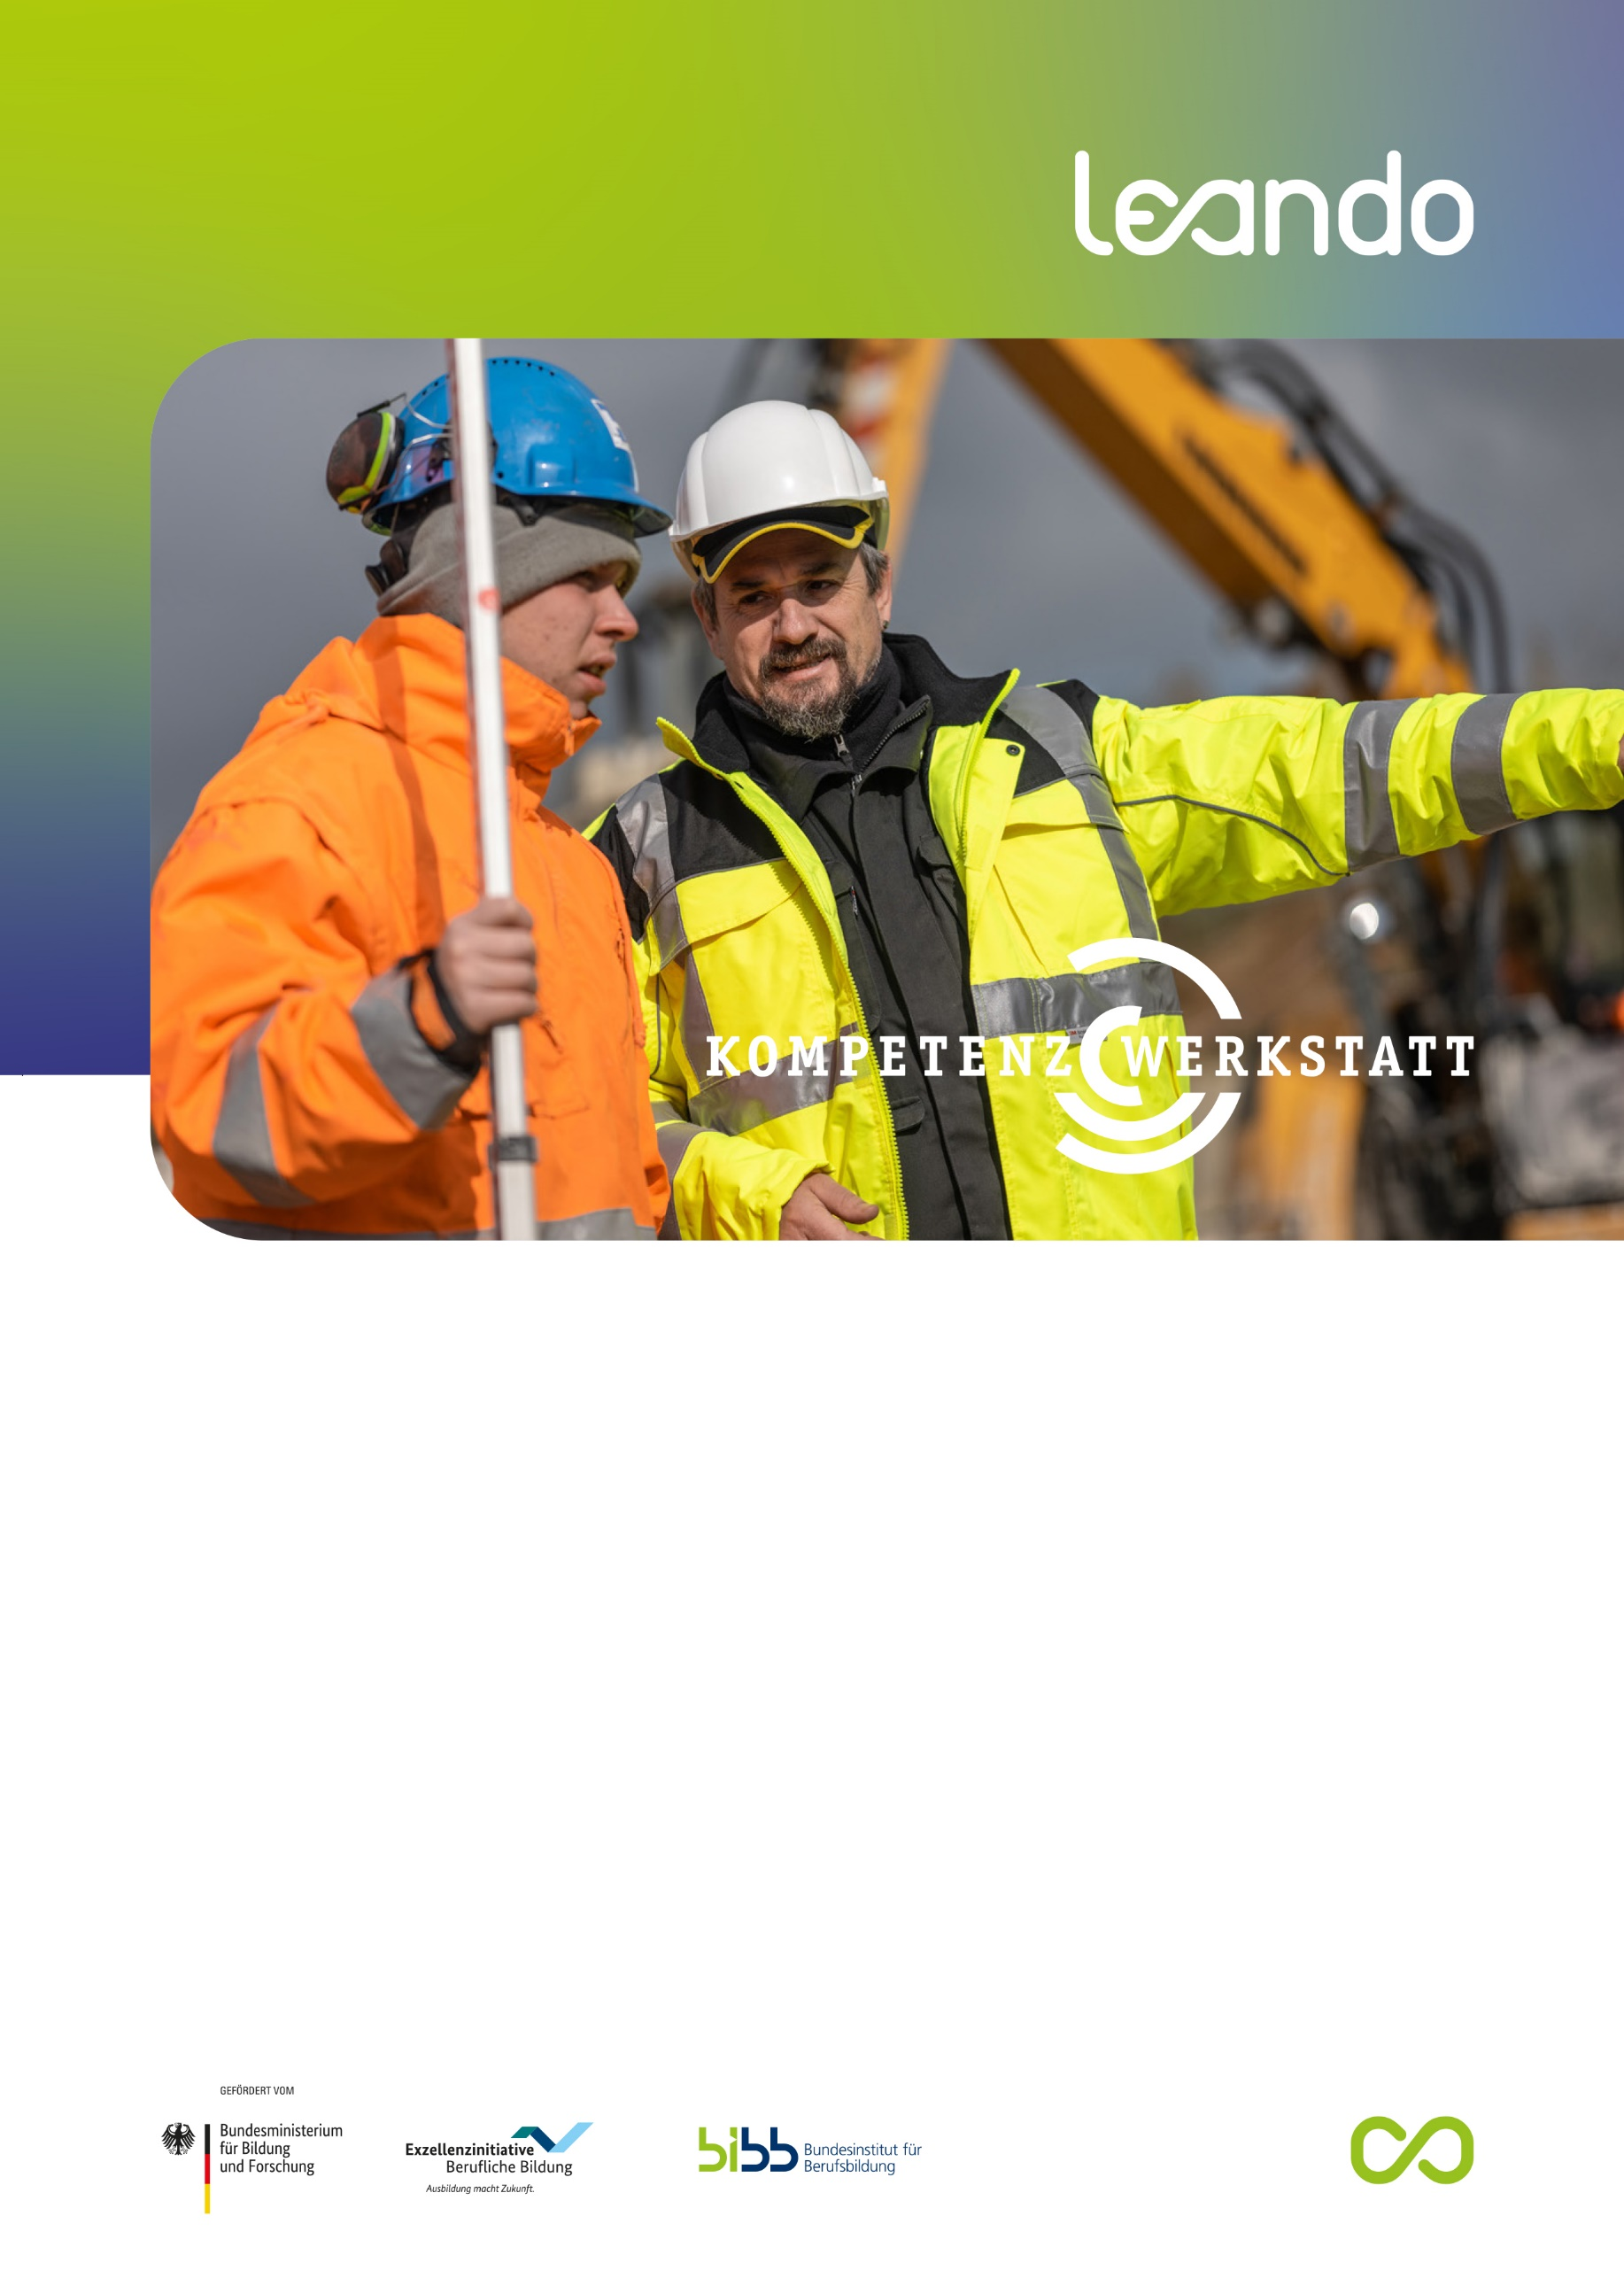 leando
KOMPETENZWERKSTATT
GEFÖRDERT VOM
Bundesministerium
für Bildung
und Forschung
Exzellenzinitiative
Berufliche Bildung
Ausbildung macht Zukunft.
bibb Bundesinstitut für
Berufsbildung